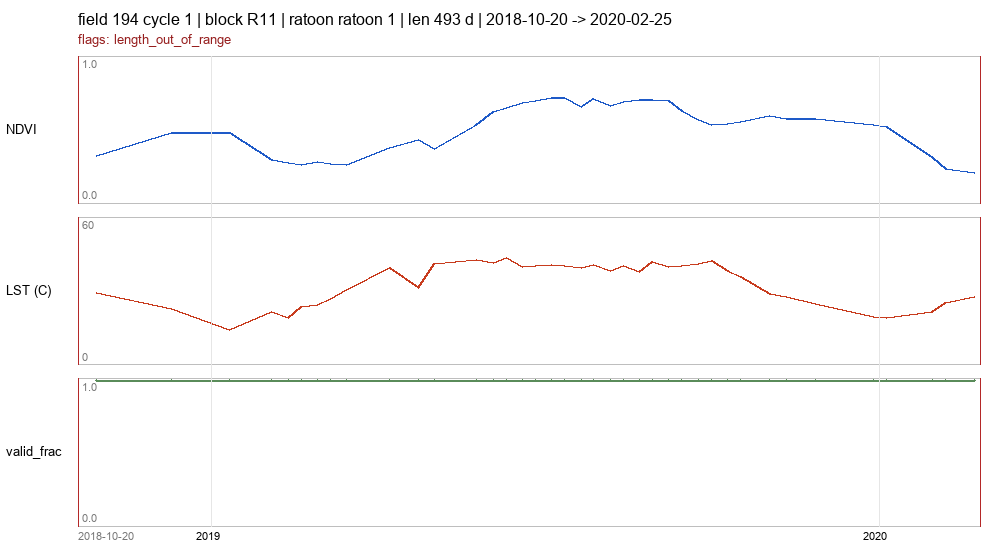 field 194 cycle 1 | block R11 | ratoon ratoon 1 | len 493 d | 2018-10-20 -> 2020-02-25
flags: length_out_of_range
1.0
NDVI
0.0
60
LST (C)
0
1.0
valid_frac
0.0
2018-10-20 2019 2020